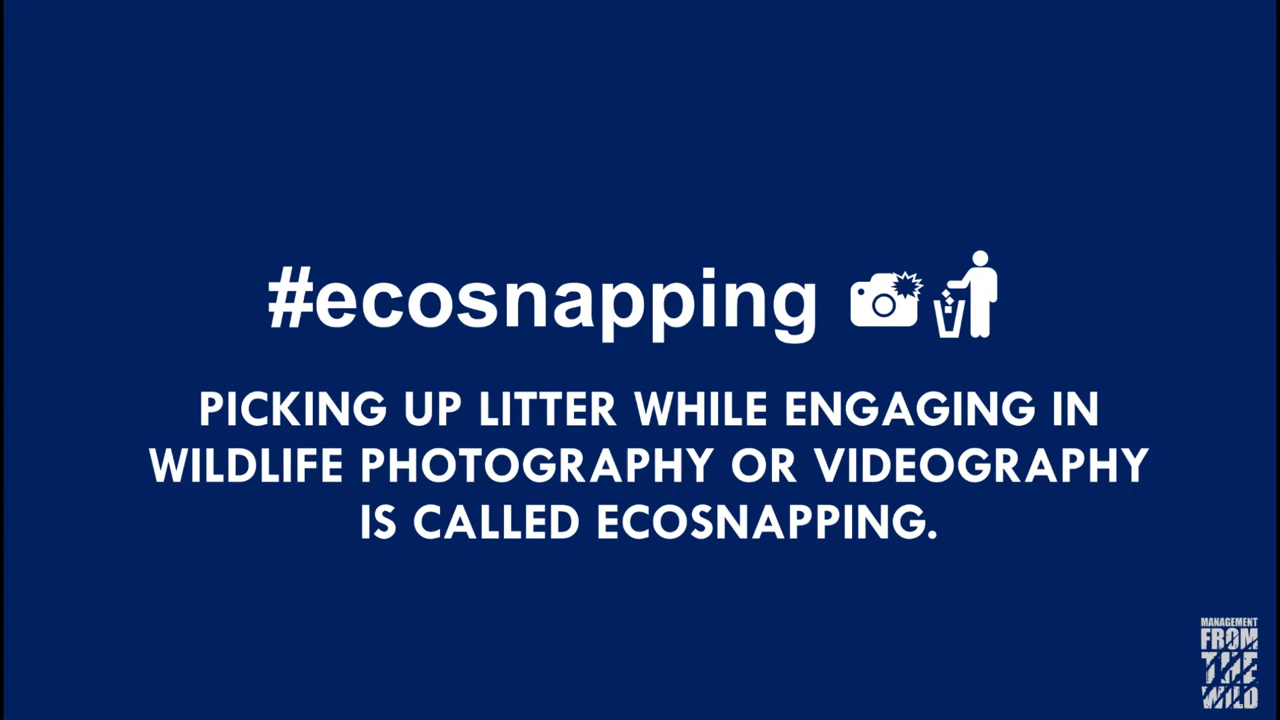 #ecosnapping
PICKING UP LITTER WHILE ENGAGING IN
WILDLIFE PHOTOGRAPHY OR VIDEOGRAPHY
IS CALLED ECOSNAPPING.
MANAGEMENT
FROM
THE
WILD